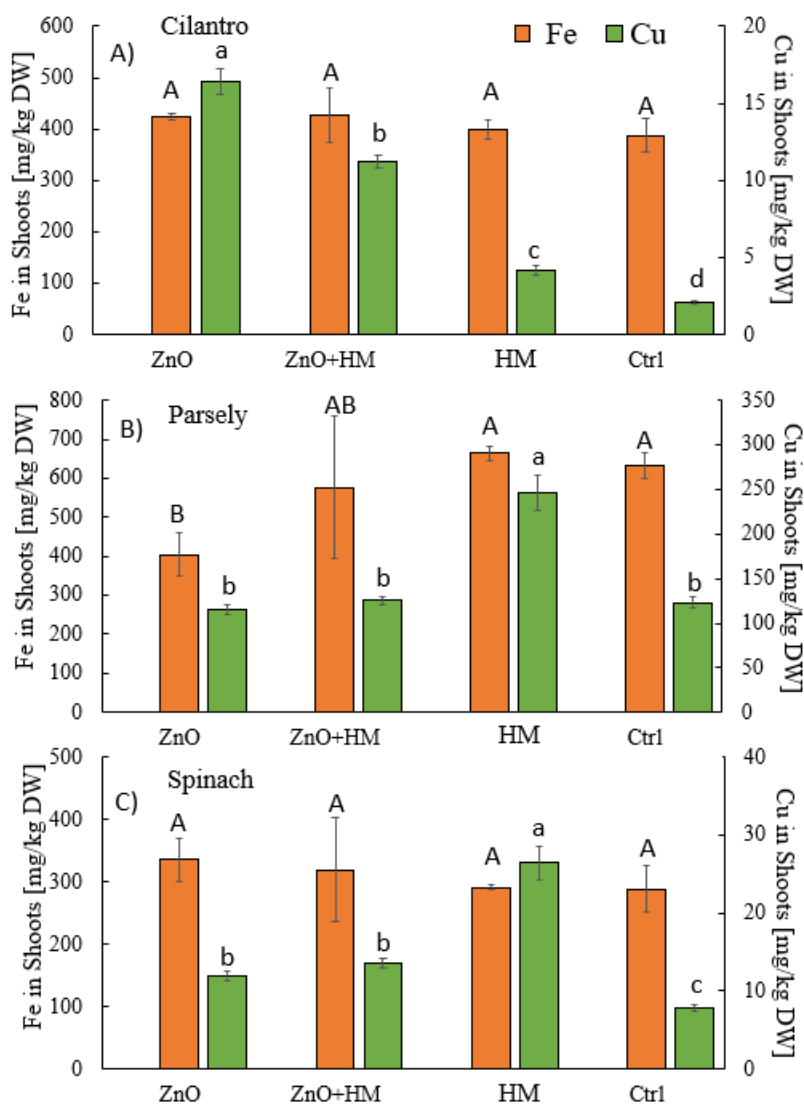 A) Cilantro
Fe Cu
600
500
400
300
200
100
0
Fe in Shoots [mg/kg DW]
A a A b A c A d
20
15
10
5
0
Cu in Shoots [mg/kg DW]
ZnO ZnO+HM HM Ctrl
B) Parsely
800
700
600
500
400
300
200
100
0
Fe in Shoots [mg/kg DW]
B b AB b A a A b
350
300
250
200
150
100
50
0
Cu in Shoots [mg/kg DW]
ZnO ZnO+HM HM Ctrl
C) Spinach
500
400
300
200
100
0
Fe in Shoots [mg/kg DW]
A b A b A a A c
40
30
20
10
0
Cu in Shoots [mg/kg DW]
ZnO ZnO+HM HM Ctrl